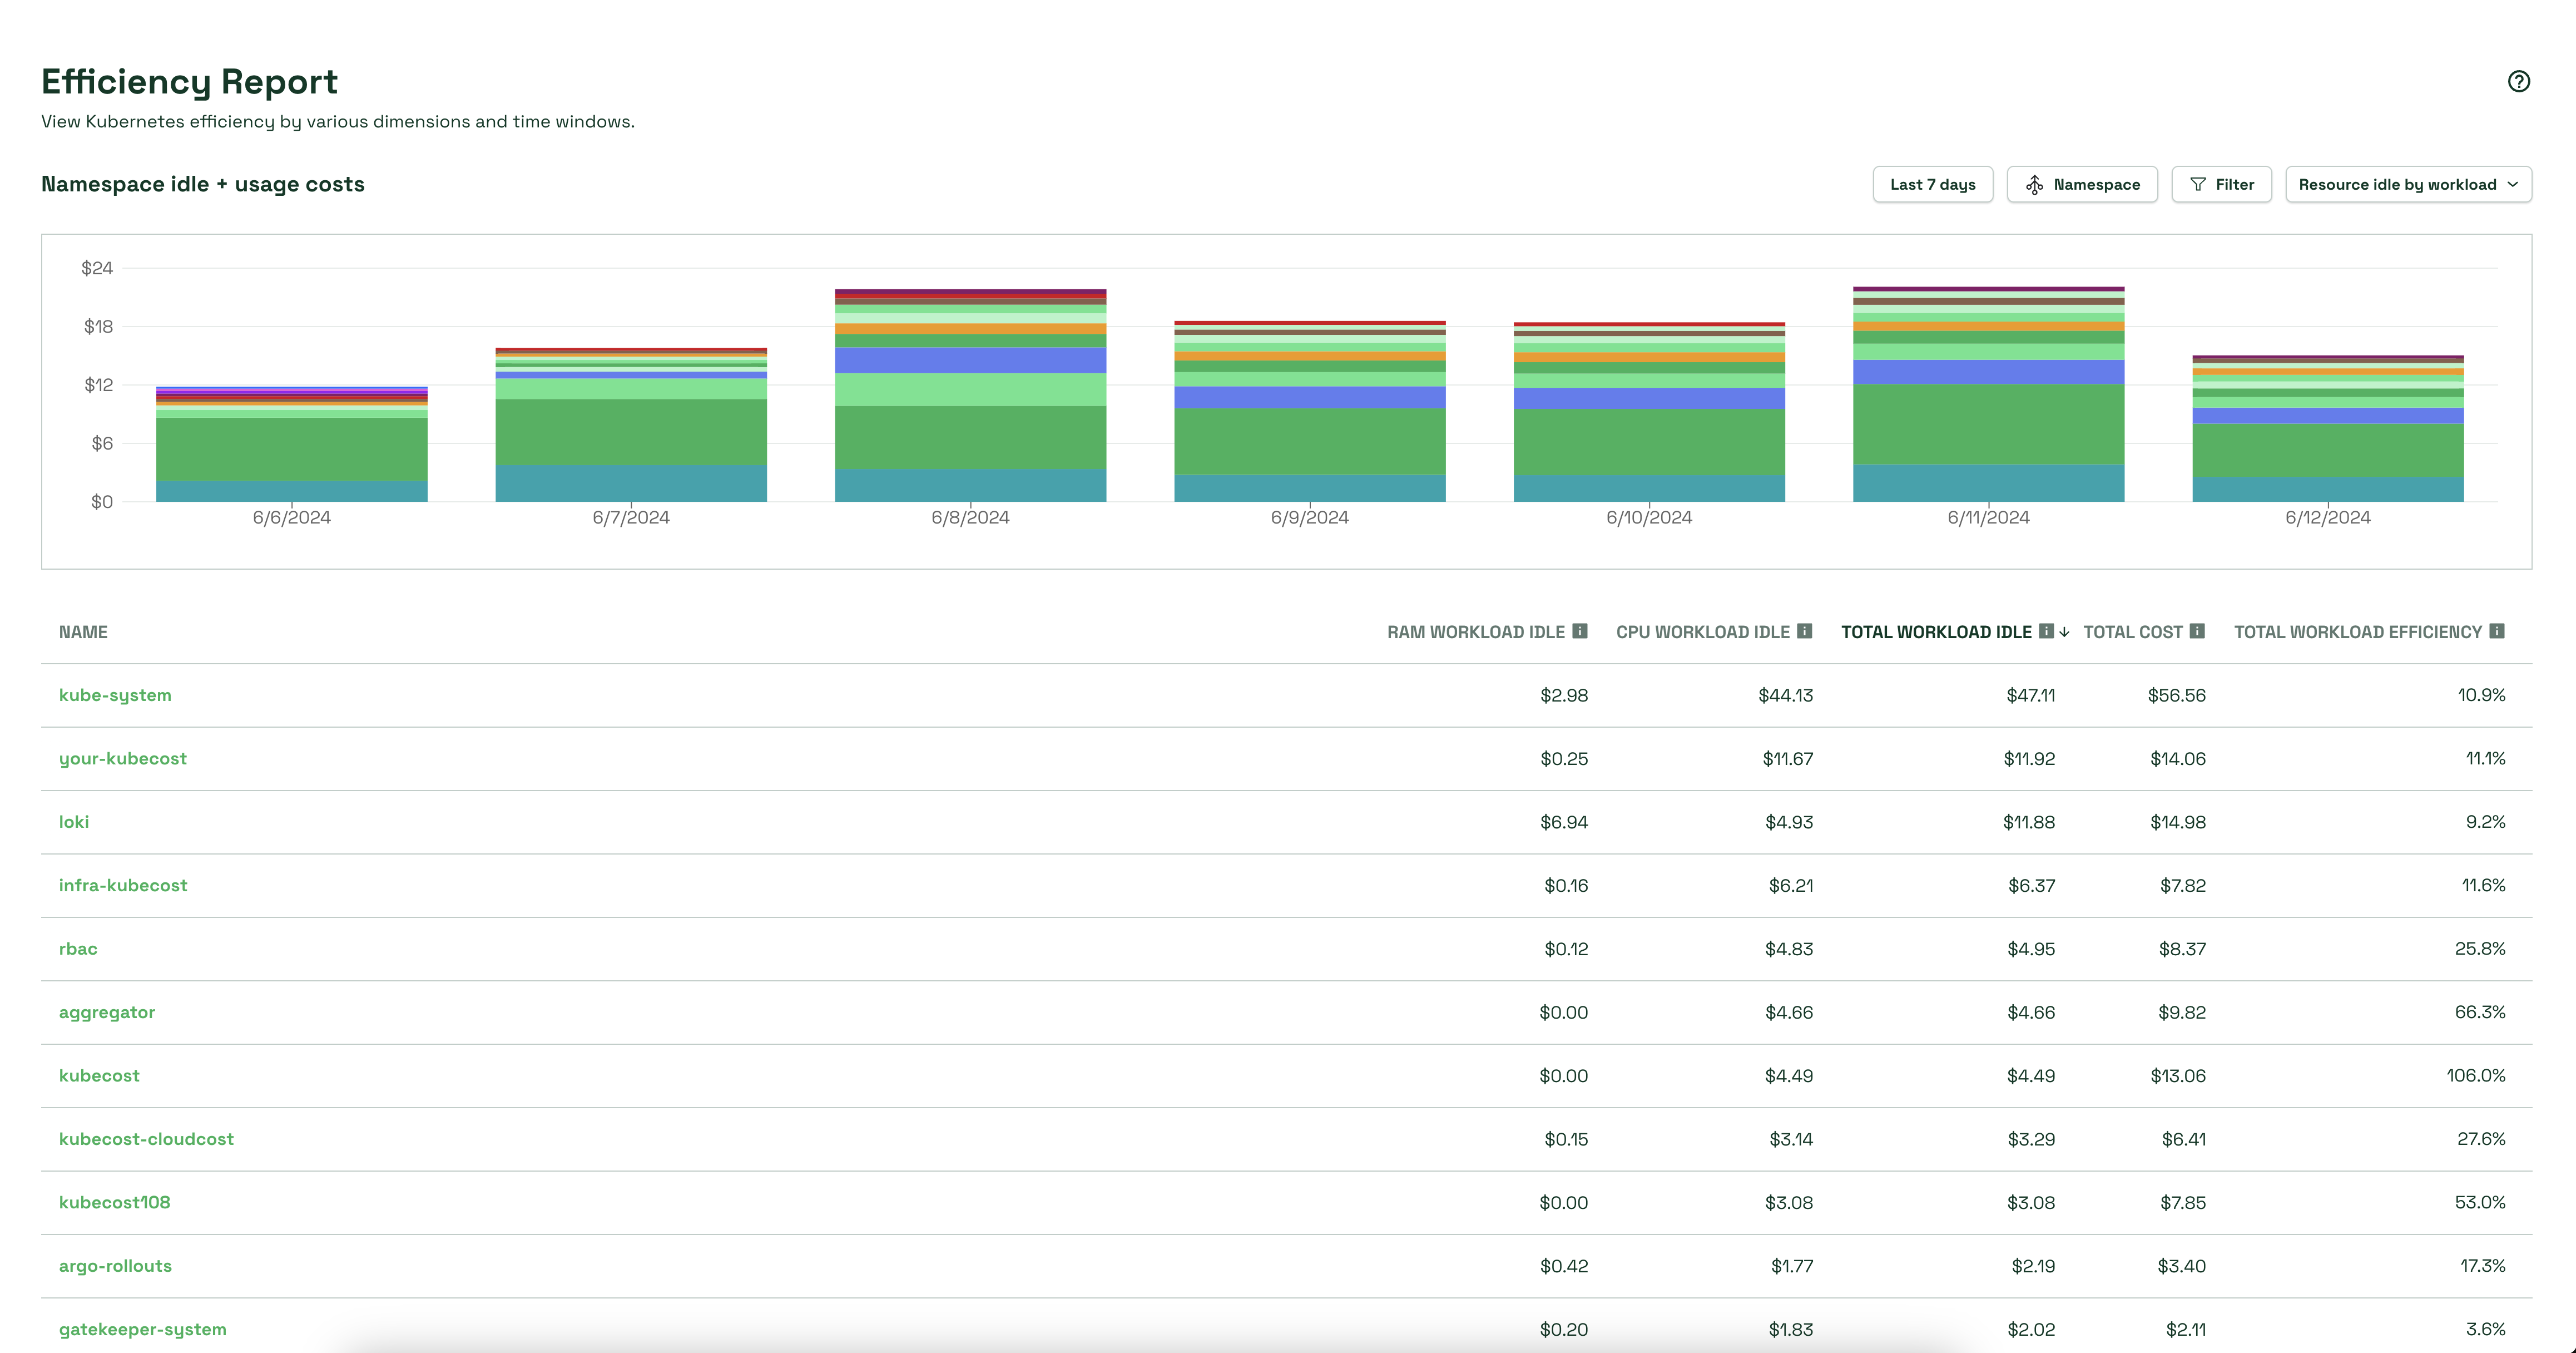 Efficiency Report
View Kubernetes efficiency by various dimensions and time windows.
Namespace idle + usage costs
Last 7 days
Namespace
Filter
Resource idle by workload
$24
$18
$12
$6
$0
6/6/2024 6/7/2024 6/8/2024 6/9/2024 6/10/2024 6/11/2024 6/12/2024
NAME RAM WORKLOAD IDLE CPU WORKLOAD IDLE TOTAL WORKLOAD IDLE TOTAL COST TOTAL WORKLOAD EFFICIENCY
kube-system $2.98 $44.13 $47.11 $56.56 10.9%
your-kubecost $0.25 $11.67 $11.92 $14.06 11.1%
loki $6.94 $4.93 $11.88 $14.98 9.2%
infra-kubecost $0.16 $6.21 $6.37 $7.82 11.6%
rbac $0.12 $4.83 $4.95 $8.37 25.8%
aggregator $0.00 $4.66 $4.66 $9.82 66.3%
kubecost $0.00 $4.49 $4.49 $13.06 106.0%
kubecost-cloudcost $0.15 $3.14 $3.29 $6.41 27.6%
kubecost108 $0.00 $3.08 $3.08 $7.85 53.0%
argo-rollouts $0.42 $1.77 $2.19 $3.40 17.3%
gatekeeper-system $0.20 $1.83 $2.02 $2.11 3.6%